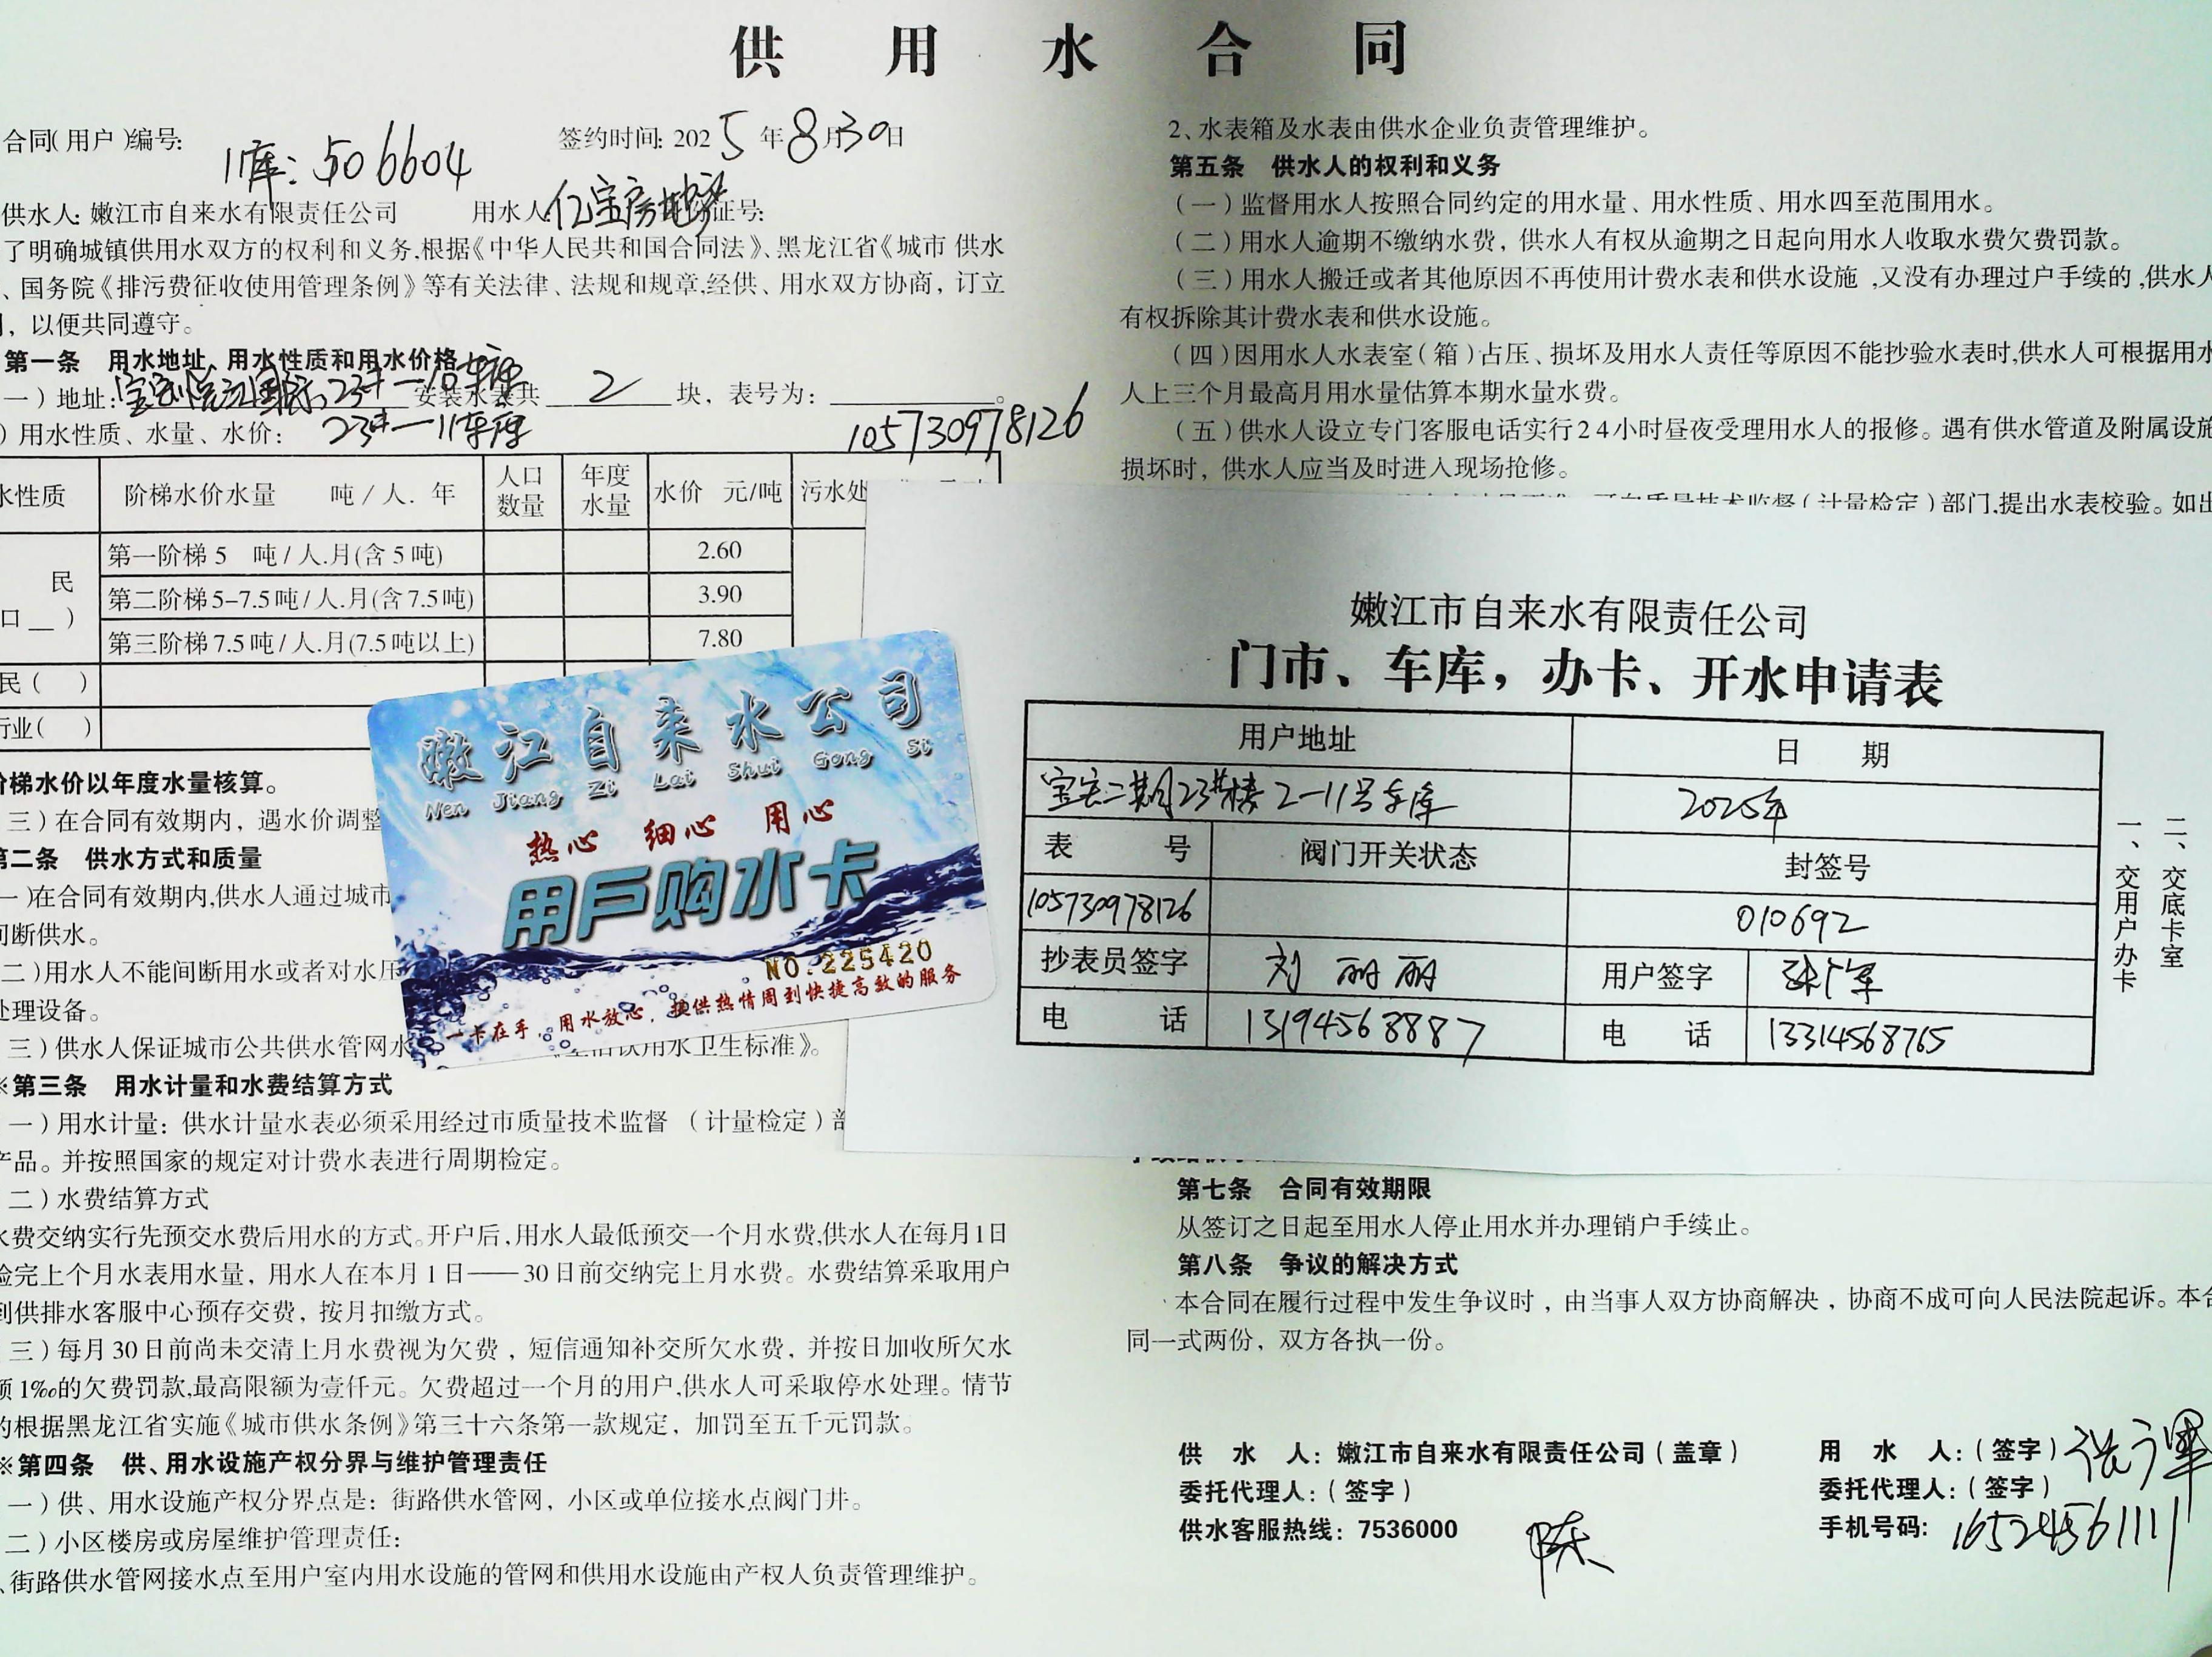 供 用 水 合 同
合同(用户)编号:
11库:506604
签约时间: 2025年8月30日
供水人: 嫩江市自来水有限责任公司 用水人: 亿宝房地产 证号:
了明确城镇供用水双方的权利和义务,根据《中华人民共和国合同法》、黑龙江省《城市 供水
、国务院《排污费征收使用管理条例》等有关法律、法规和规章,经供、用水双方协商,订立
,以便共同遵守。
第一条 用水地址、用水性质和用水价格
一)地址: 23#—10车库 安装水表共 2 块,表号为: 。
)用水性质、水量、水价: 23#—11车库 105730978126
水性质 阶梯水价水量 吨/人.年 人口数量 年度水量 水价 元/吨 污水处
民
口__)
第一阶梯 5 吨/人.月(含 5 吨) 2.60
第二阶梯 5–7.5 吨/人.月(含 7.5 吨) 3.90
第三阶梯 7.5 吨/人.月(7.5 吨以上) 7.80
民( )
行业( )
阶梯水价以年度水量核算。
三)在合同有效期内,遇水价调整
第二条 供水方式和质量
一)在合同有效期内,供水人通过城市
间断供水。
二)用水人不能间断用水或者对水压
处理设备。
三)供水人保证城市公共供水管网水 《生活饮用水卫生标准》。
※第三条 用水计量和水费结算方式
一)用水计量:供水计量水表必须采用经过市质量技术监督 (计量检定)部
产品。并按照国家的规定对计费水表进行周期检定。
二)水费结算方式
水费交纳实行先预交水费后用水的方式。开户后,用水人最低预交一个月水费,供水人在每月1日
验完上个月水表用水量,用水人在本月 1 日——30 日前交纳完上月水费。水费结算采取用户
到供排水客服中心预存交费,按月扣缴方式。
三)每月 30 日前尚未交清上月水费视为欠费,短信通知补交所欠水费,并按日加收所欠水
额 1‰的欠费罚款,最高限额为壹仟元。欠费超过一个月的用户,供水人可采取停水处理。情节
的根据黑龙江省实施《城市供水条例》第三十六条第一款规定,加罚至五千元罚款。
※第四条 供、用水设施产权分界与维护管理责任
一)供、用水设施产权分界点是:街路供水管网,小区或单位接水点阀门井。
二)小区楼房或房屋维护管理责任:
、街路供水管网接水点至用户室内用水设施的管网和供用水设施由产权人负责管理维护。
2、水表箱及水表由供水企业负责管理维护。
第五条 供水人的权利和义务
(一)监督用水人按照合同约定的用水量、用水性质、用水四至范围用水。
(二)用水人逾期不缴纳水费,供水人有权从逾期之日起向用水人收取水费欠费罚款。
(三)用水人搬迁或者其他原因不再使用计费水表和供水设施,又没有办理过户手续的,供水人
有权拆除其计费水表和供水设施。
(四)因用水人水表室(箱)占压、损坏及用水人责任等原因不能抄验水表时,供水人可根据用水
人上三个月最高月用水量估算本期水量水费。
(五)供水人设立专门客服电话实行24小时昼夜受理用水人的报修。遇有供水管道及附属设施
损坏时,供水人应当及时进入现场抢修。
可向质量技术监督(计量检定)部门,提出水表校验。如出
嫩江市自来水有限责任公司
门市、车库,办卡、开水申请表
用户地址 日 期
宝宏二期23#楼2-11号车库 2025年
表 号 阀门开关状态 封签号
105730978126 010692
抄表员签字 刘丽丽 用户签字
电 话 13194568887 电 话 13314568765
一、交用户办卡
二、交底卡室
第七条 合同有效期限
从签订之日起至用水人停止用水并办理销户手续止。
第八条 争议的解决方式
本合同在履行过程中发生争议时,由当事人双方协商解决,协商不成可向人民法院起诉。本合
同一式两份,双方各执一份。
供 水 人:嫩江市自来水有限责任公司(盖章)
委托代理人:(签字)
供水客服热线:7536000
用 水 人:(签字)
委托代理人:(签字)
手机号码: 16524561111
嫩江自来水公司
Nen Jiang Zi Lai Shui Gong Si
热心 细心 用心
用户购水卡
NO.225420
一卡在手,用水放心,提供热情周到快捷高效的服务